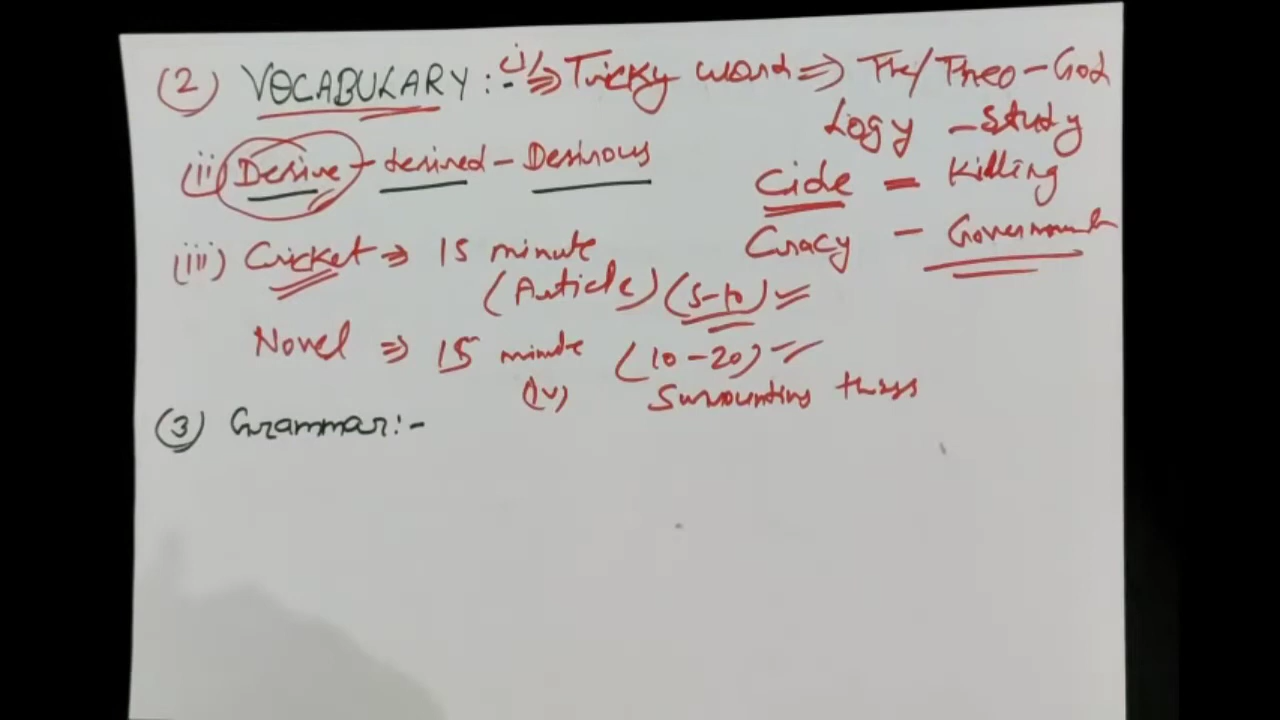 (2) VOCABULARY :- (i) ⇒ Tricky word ⇒ The/Theo - God
Logy - Study
(ii) Desire - desired - Desirous
Cide = Killing
Cracy - Government
(iii) Cricket ⇒ 15 minute
(Article) (5-10) =
Novel ⇒ 15 minute (10-20) =
(iv) Surrounting things
(3) Grammar :-